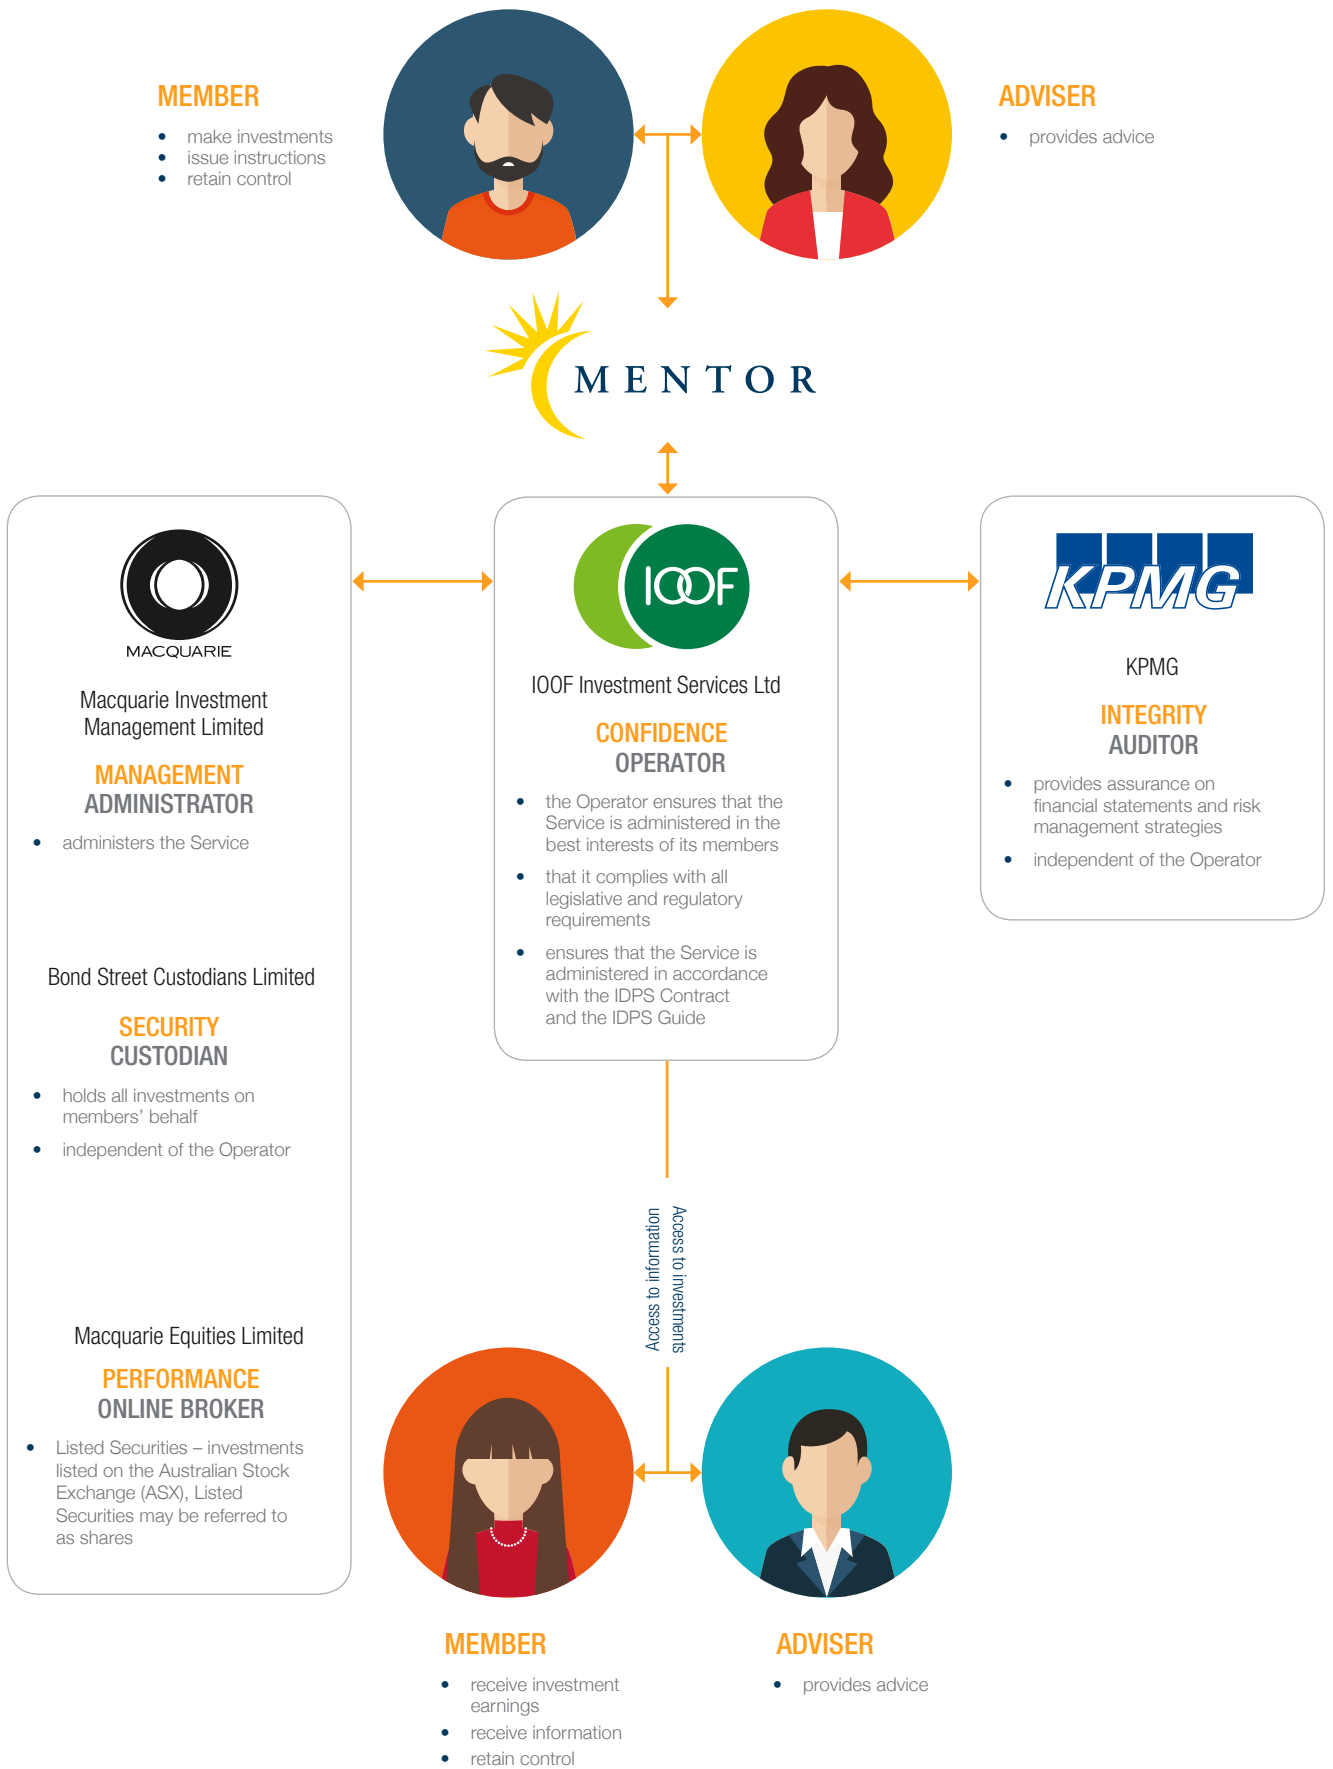 MEMBER
• make investments
• issue instructions
• retain control
ADVISER
• provides advice
MENTOR
MACQUARIE
Macquarie Investment
Management Limited
MANAGEMENT
ADMINISTRATOR
• administers the Service
Bond Street Custodians Limited
SECURITY
CUSTODIAN
• holds all investments on
members’ behalf
• independent of the Operator
Macquarie Equities Limited
PERFORMANCE
ONLINE BROKER
• Listed Securities – investments
listed on the Australian Stock
Exchange (ASX), Listed
Securities may be referred to
as shares
IOOF
IOOF Investment Services Ltd
CONFIDENCE
OPERATOR
• the Operator ensures that the
Service is administered in the
best interests of its members
• that it complies with all
legislative and regulatory
requirements
• ensures that the Service is
administered in accordance
with the IDPS Contract
and the IDPS Guide
KPMG
KPMG
INTEGRITY
AUDITOR
• provides assurance on
financial statements and risk
management strategies
• independent of the Operator
Access to information
Access to investments
MEMBER
• receive investment
earnings
• receive information
• retain control
ADVISER
• provides advice